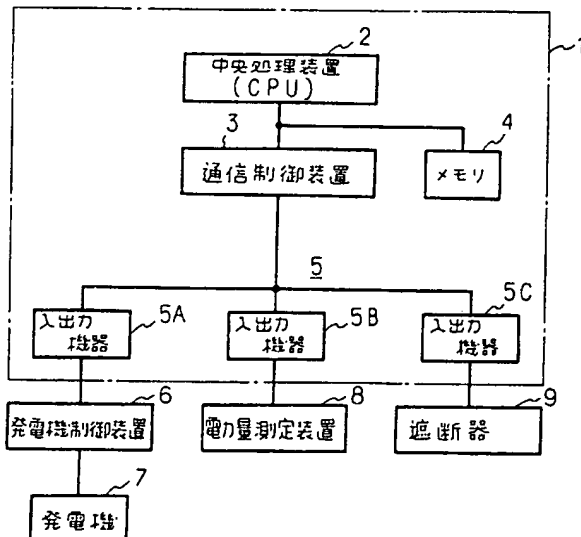 2
1
中央処理装置
(CPU)
3
4
通信制御装置
メモリ
5
5A
5B
5C
入出力
機器
入出力
機器
入出力
機器
6
8
9
発電機制御装置
電力量測定装置
遮断器
7
発電機